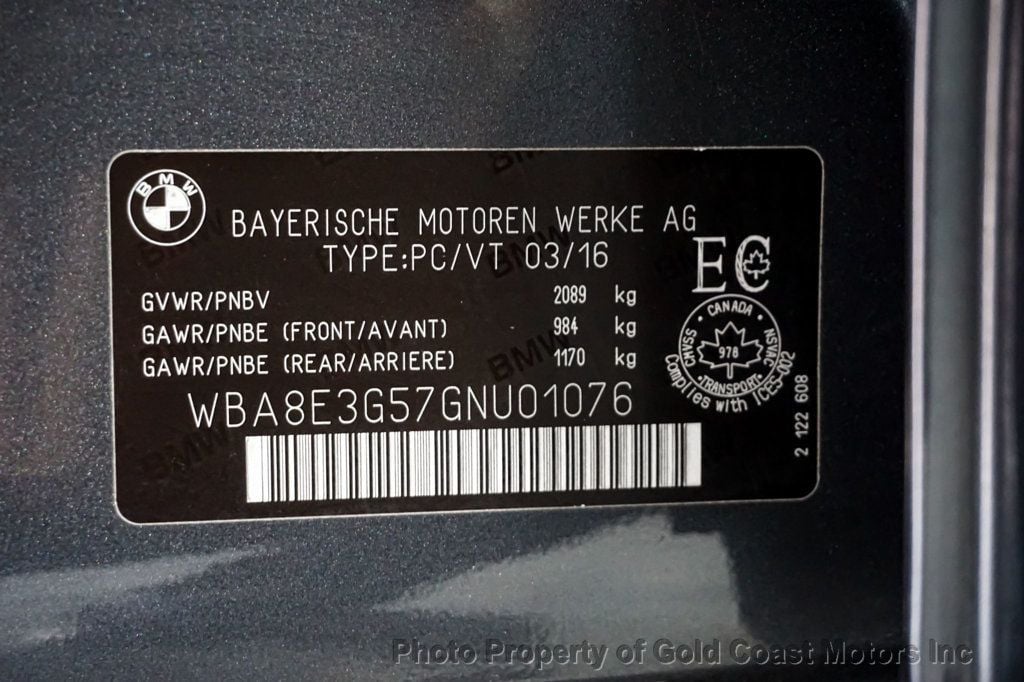 BMW
BAYERISCHE MOTOREN WERKE AG
TYPE:PC/VT 03/16
EC
GVWR/PNBV 2089 kg
GAWR/PNBE (FRONT/AVANT) 984 kg
GAWR/PNBE (REAR/ARRIERE) 1170 kg
CANADA
CMVSS
NSVAC
978
TRANSPORT
Complies with ICES-002
WBA8E3G57GNU01076
2 122 608
Photo Property of Gold Coast Motors Inc